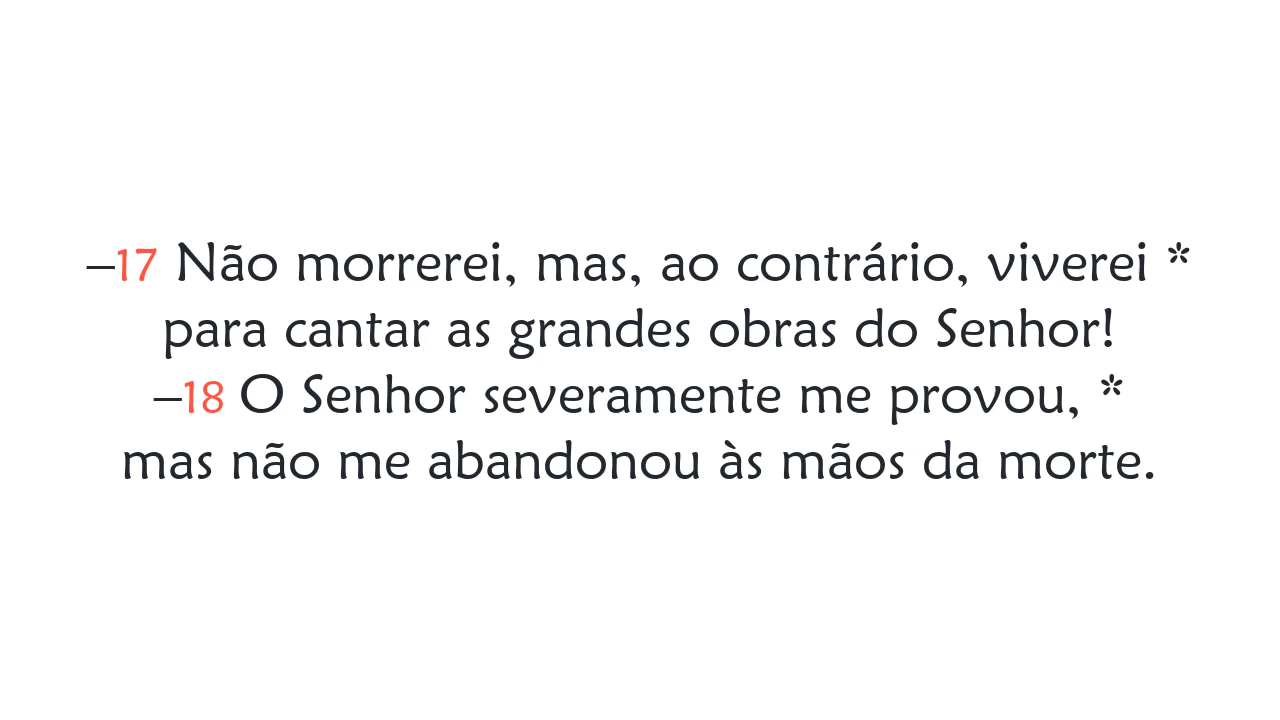 –17 Não morrerei, mas, ao contrário, viverei *
para cantar as grandes obras do Senhor!
–18 O Senhor severamente me provou, *
mas não me abandonou às mãos da morte.